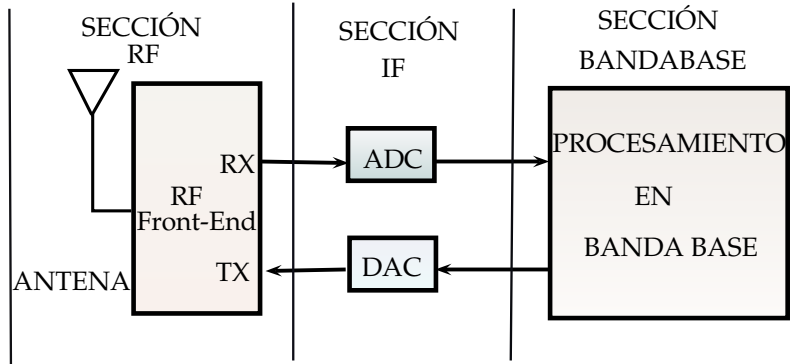 SECCIÓN
RF
SECCIÓN
IF
SECCIÓN
BANDABASE
ANTENA
RX
RF
Front-End
TX
ADC
DAC
PROCESAMIENTO
EN
BANDA BASE